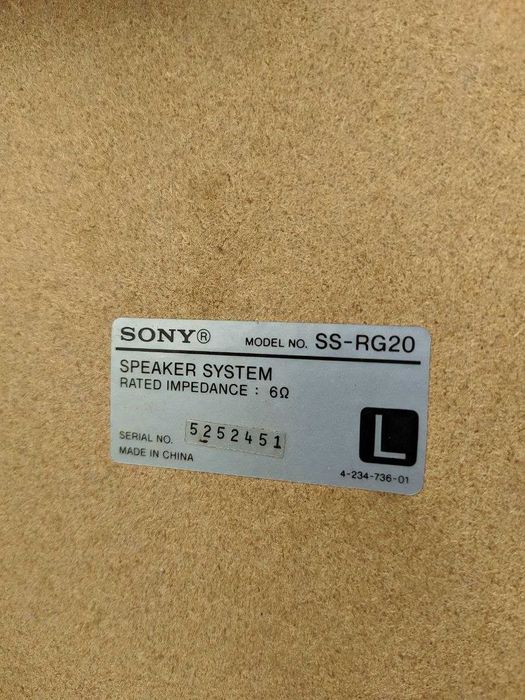 SONY® MODEL NO. SS-RG20
SPEAKER SYSTEM
RATED IMPEDANCE : 6Ω
SERIAL NO. 5252451
MADE IN CHINA
L
4-234-736-01